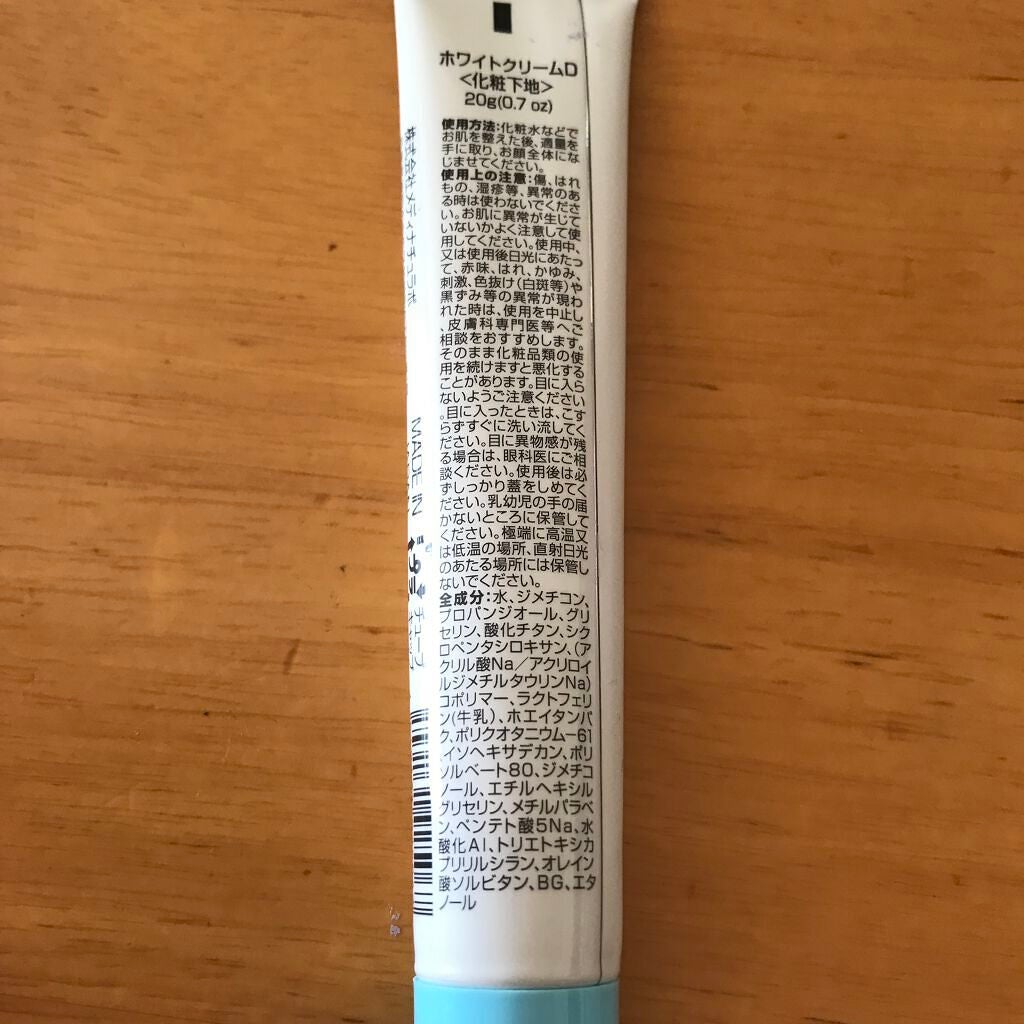 ホワイトクリームD
<化粧下地>
20g(0.7 oz)
使用方法:化粧水などで
お肌を整えた後、適量を
手に取り、お顔全体にな
じませてください。
使用上の注意:傷、はれ
もの、湿疹等、異常のあ
る時は使わないでくださ
い。お肌に異常が生じて
いないかよく注意して使
用してください。使用中、
又は使用後日光にあたっ
て、赤味、はれ、かゆみ、
刺激、色抜け(白斑等)や
黒ずみ等の異常が現わ
れた時は、使用を中止し
、皮膚科専門医等へご
相談をおすすめします。
そのまま化粧品類の使
用を続けますと悪化する
ことがあります。目に入ら
ないようご注意ください
。目に入ったときは、こす
らずすぐに洗い流してく
ださい。目に異物感が残
る場合は、眼科医にご相
談ください。使用後は必
ずしっかり蓋をしめてく
ださい。乳幼児の手の届
かないところに保管して
ください。極端に高温又
は低温の場所、直射日光
のあたる場所には保管し
ないでください。
全成分:水、ジメチコン、
プロパンジオール、グリ
セリン、酸化チタン、シク
ロペンタシロキサン、(ア
クリル酸Na/アクリロイ
ルジメチルタウリンNa)
コポリマー、ラクトフェリ
ン(牛乳)、ホエイタンパ
ク、ポリクオタニウム-61
、イソヘキサデカン、ポリ
ソルベート80、ジメチコ
ノール、エチルヘキシル
グリセリン、メチルパラベ
ン、ペンテト酸5Na、水
酸化Al、トリエトキシカ
プリリルシラン、オレイン
酸ソルビタン、BG、エタ
ノール
株式会社メディナチュラボ
MADE IN
プラ
チューブ